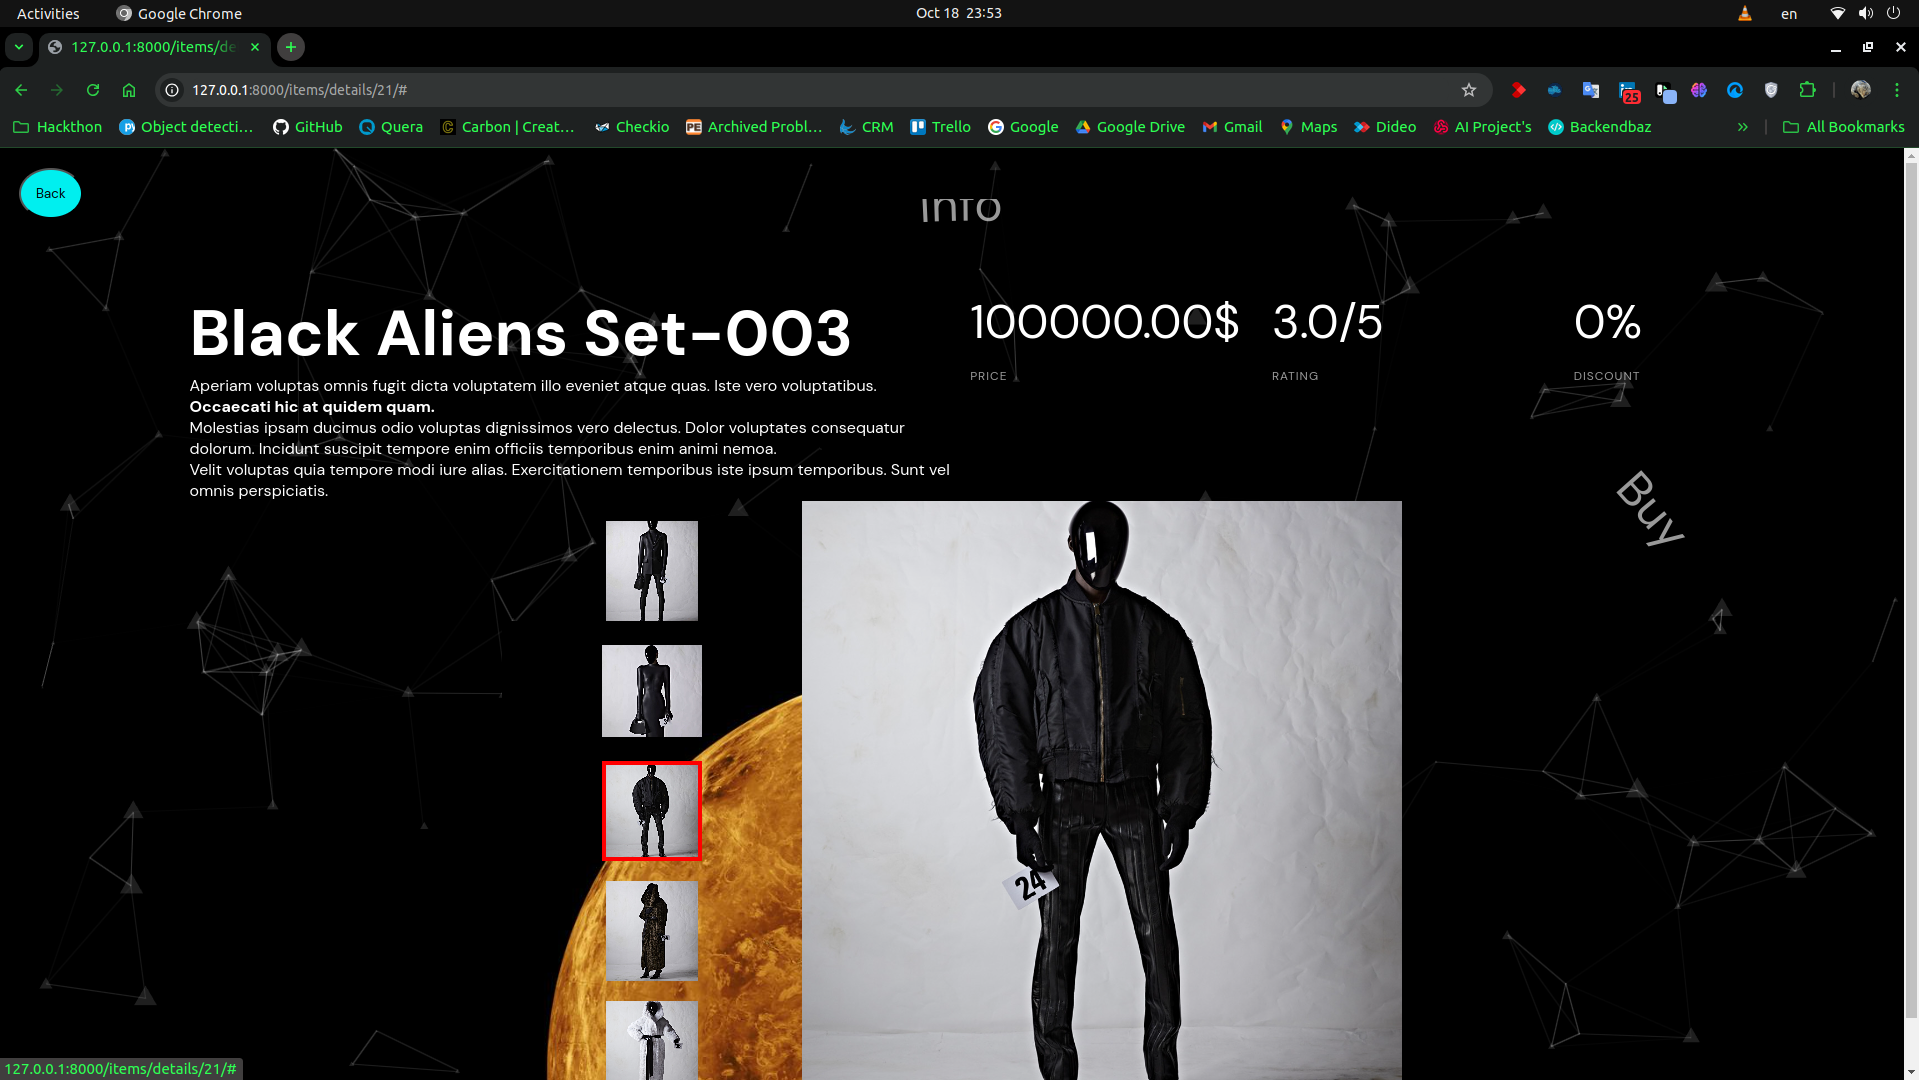 Activities
Google Chrome
Oct 18 23:53
en
127.0.0.1:8000/items/de
127.0.0.1:8000/items/details/21/#
25
Hackthon
Object detecti...
GitHub
Quera
Carbon | Creat...
Checkio
Archived Probl...
CRM
Trello
Google
Google Drive
Gmail
Maps
Dideo
AI Project's
Backendbaz
»
All Bookmarks
Back
Info
Black Aliens Set-003
100000.00$
3.0/5
0%
PRICE
RATING
DISCOUNT
Aperiam voluptas omnis fugit dicta voluptatem illo eveniet atque quas. Iste vero voluptatibus.
Occaecati hic at quidem quam.
Molestias ipsam ducimus odio voluptas dignissimos vero delectus. Dolor voluptates consequatur
dolorum. Incidunt suscipit tempore enim officiis temporibus enim animi nemoa.
Velit voluptas quia tempore modi iure alias. Exercitationem temporibus iste ipsum temporibus. Sunt vel
omnis perspiciatis.
Buy
24
127.0.0.1:8000/items/details/21/#